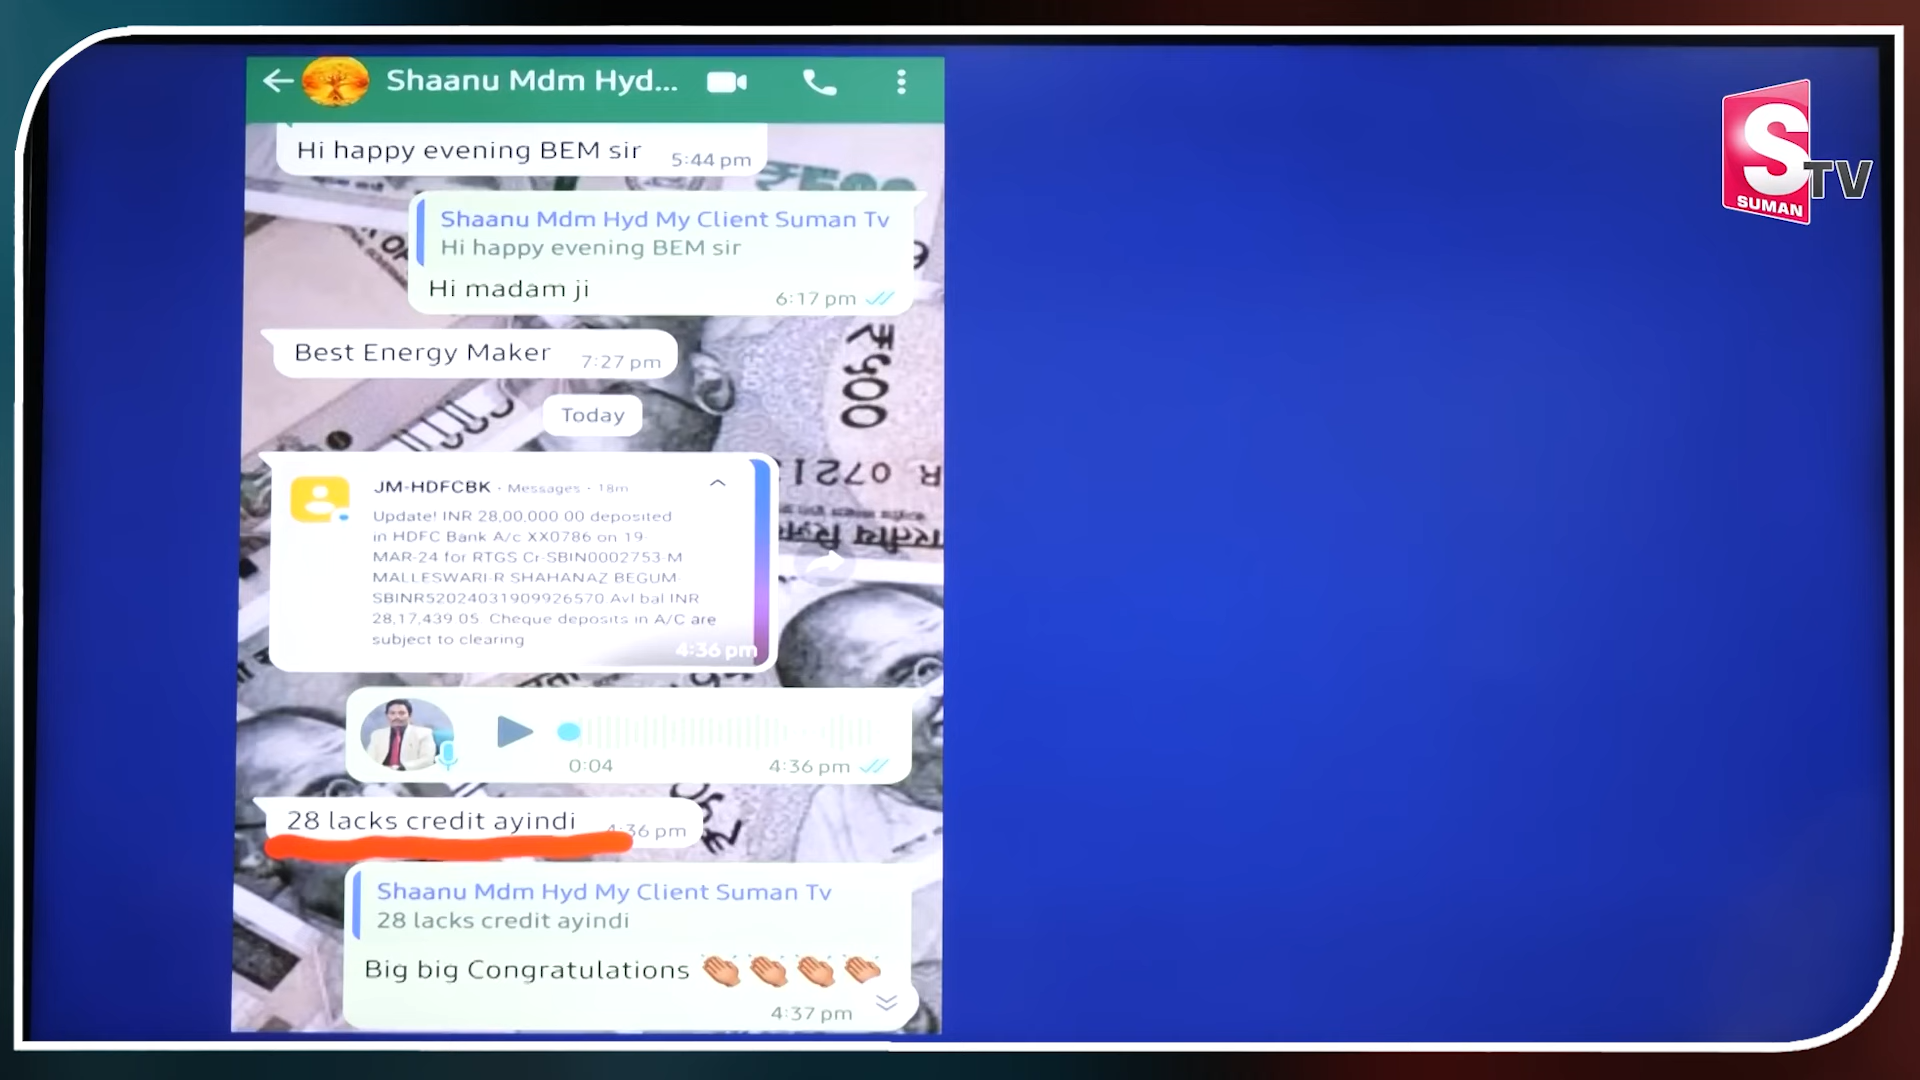 Shaanu Mdm Hyd...
Hi happy evening BEM sir
5:44 pm
Shaanu Mdm Hyd My Client Suman Tv
Hi happy evening BEM sir
Hi madam ji
6:17 pm
Best Energy Maker
7:27 pm
Today
JM-HDFCBK · Messages · 18m
Update! INR 28,00,000 00 deposited
in HDFC Bank A/c XX0786 on 19-
MAR-24 for RTGS Cr-SBIN0002753-M
MALLESWARI-R SHAHANAZ BEGUM-
SBINR52024031909926570 Avl bal INR
28,17,439 05 Cheque deposits in A/C are
subject to clearing
4:36 pm
0:04
4:36 pm
28 lacks credit ayindi
4:36 pm
Shaanu Mdm Hyd My Client Suman Tv
28 lacks credit ayindi
Big big Congratulations 👏👏👏👏
4:37 pm
₹500
₹५००
R 0721
S
SUMAN
TV